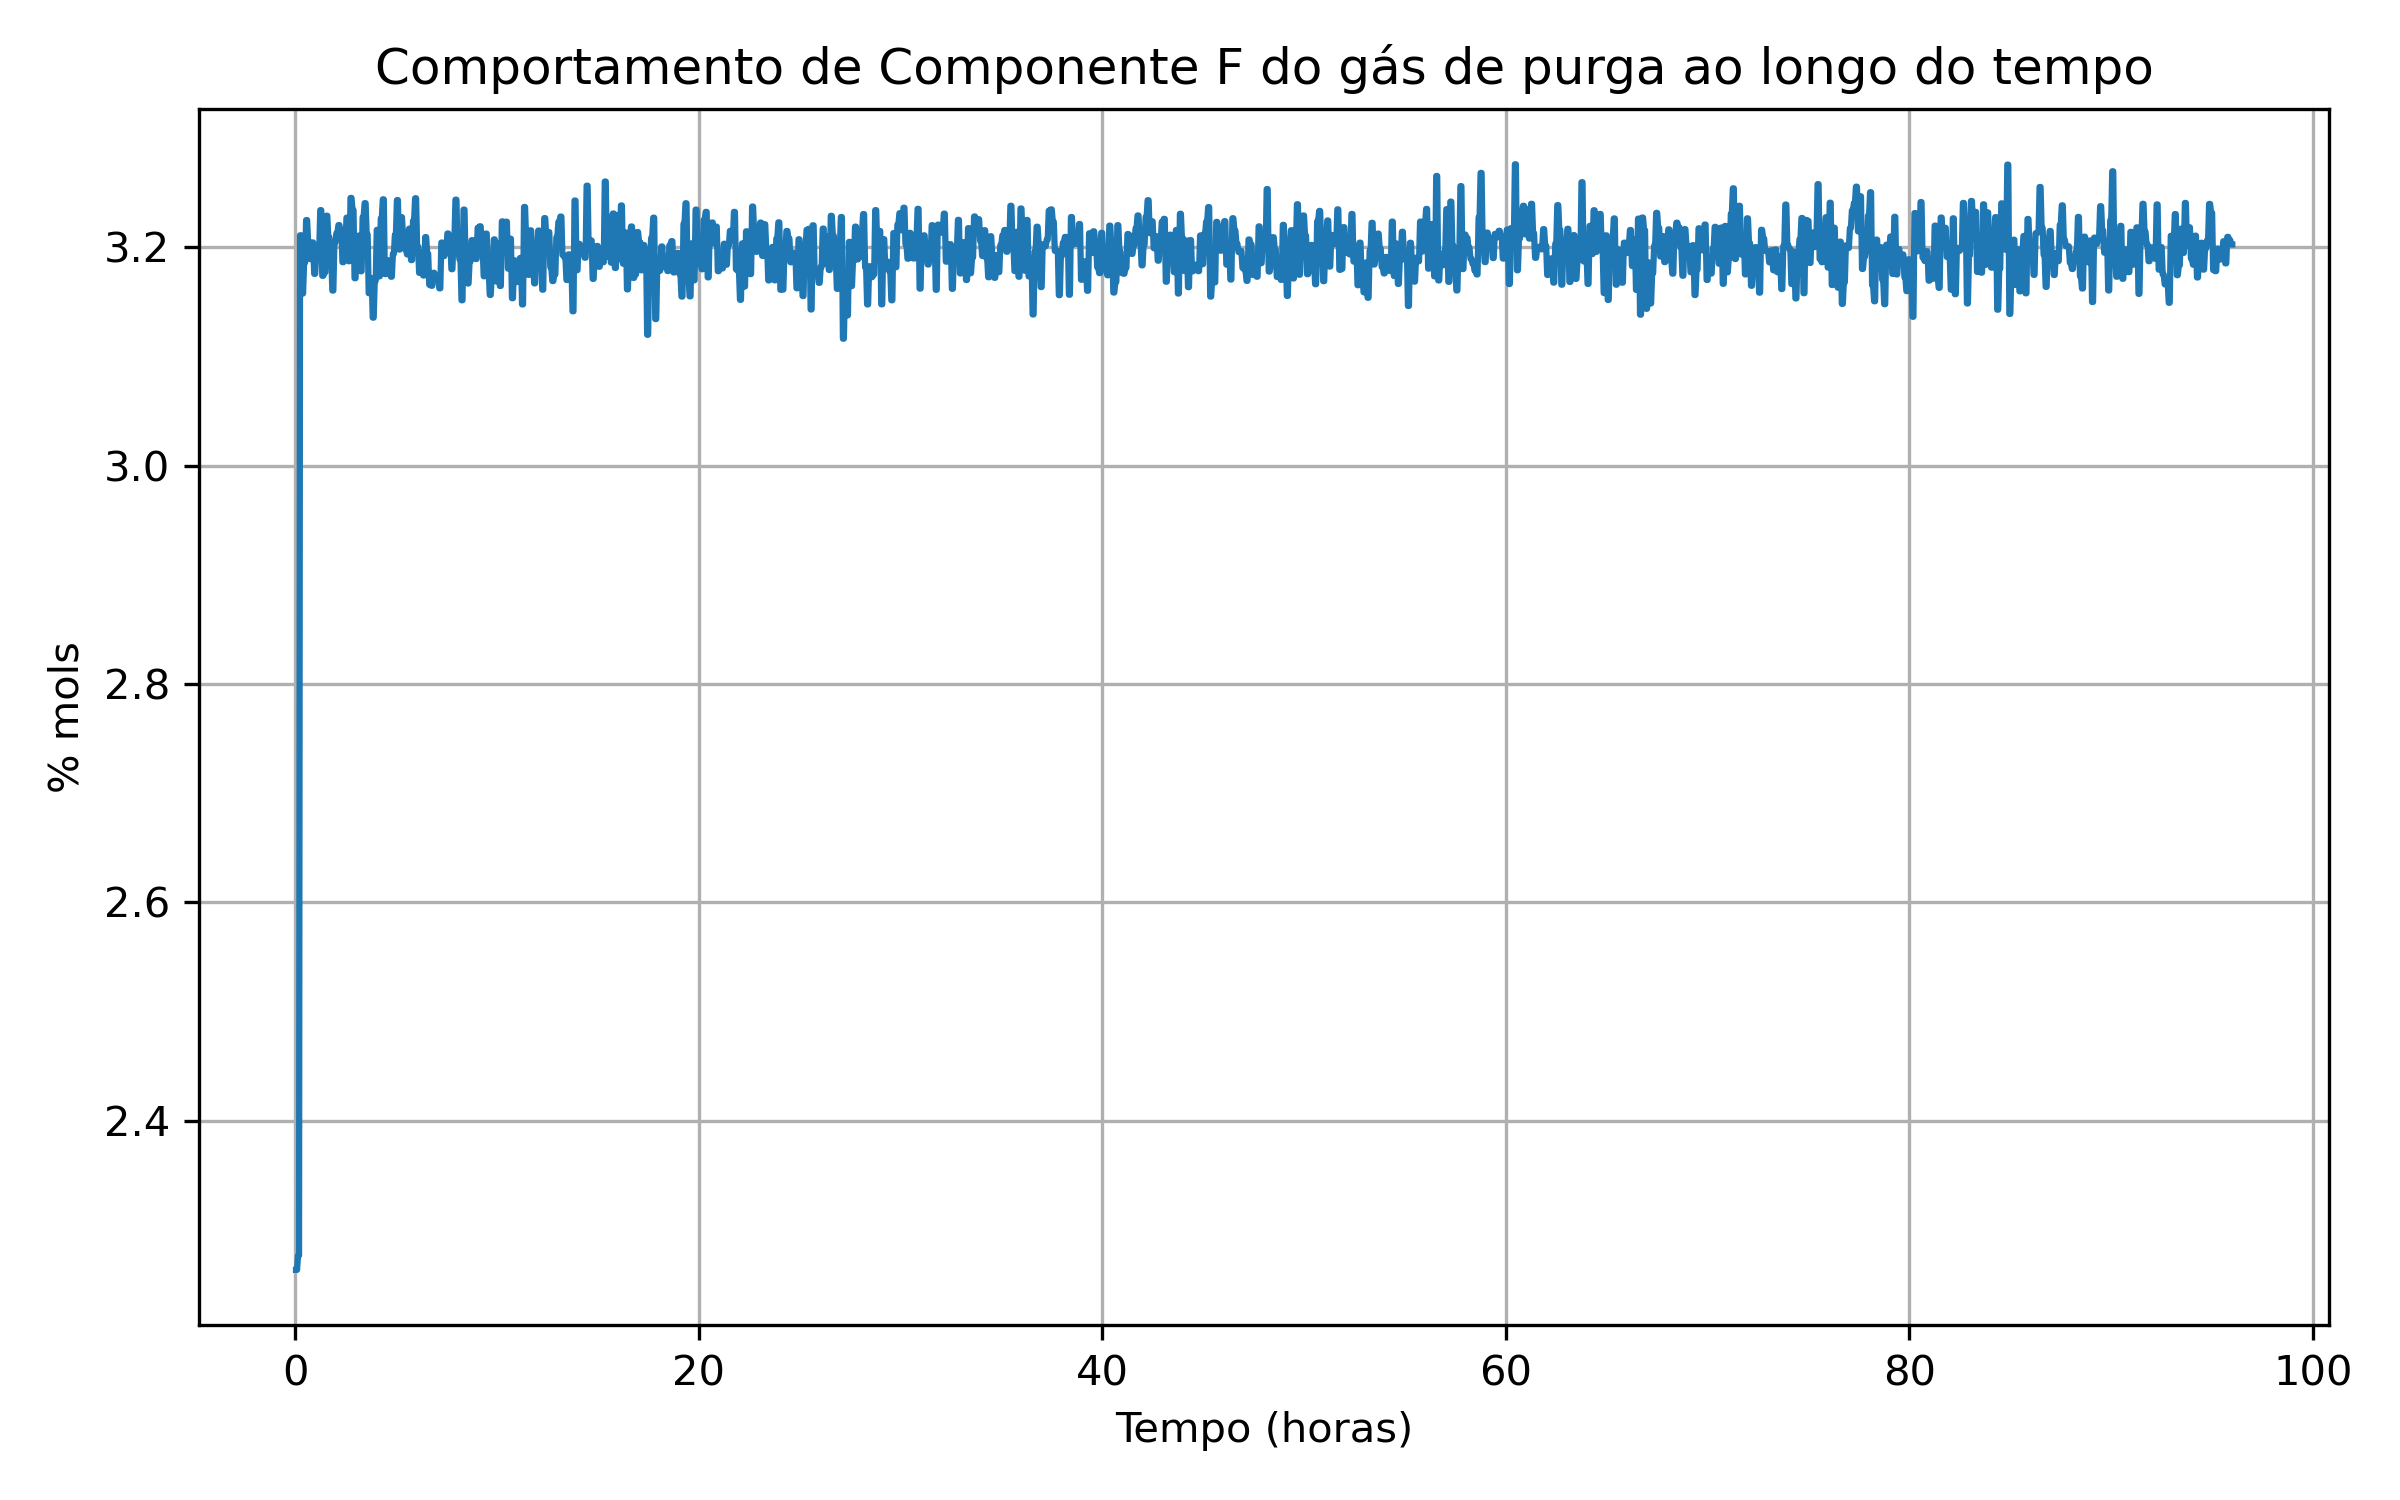 Comportamento de Componente F do gás de purga ao longo do tempo
% mols
3.2
3.0
2.8
2.6
2.4
0 20 40 60 80 100
Tempo (horas)